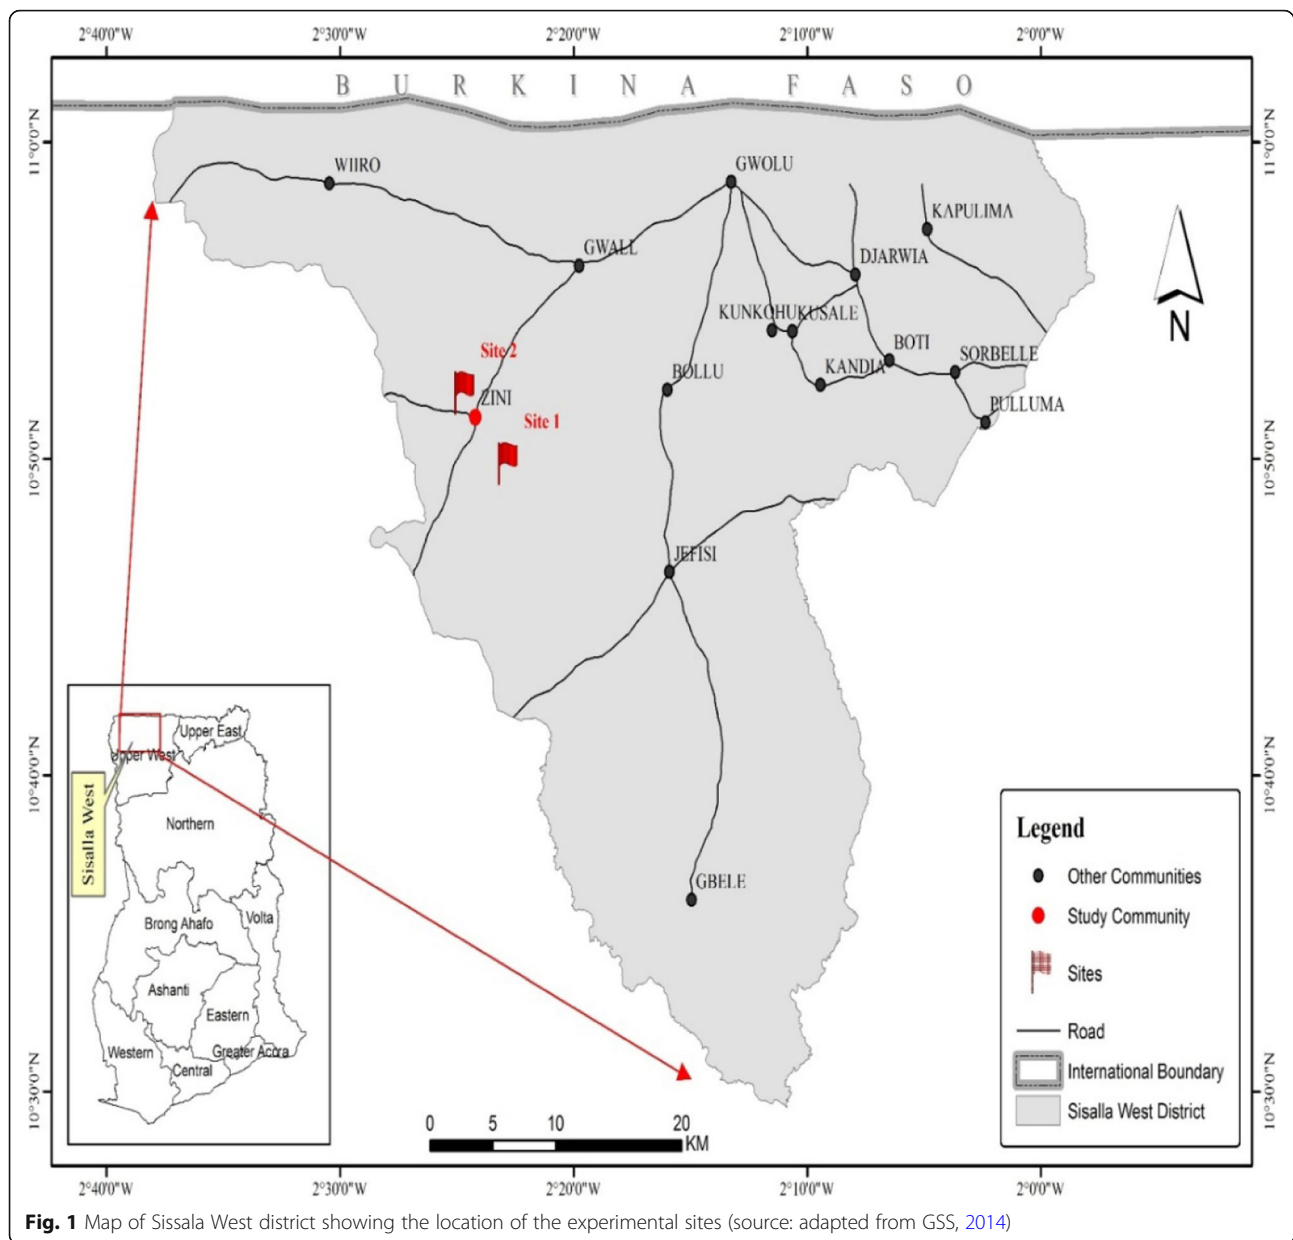 2°40'0"W 2°30'0"W 2°20'0"W 2°10'0"W 2°0'0"W
BURKINA FASO
11°0'0"N 11°0'0"N
WIIRO
GWOLU
KAPULIMA
GWALL
DJARWIA
N
KUNKOHUKUSALE
BOTI
Site 2
SORBELLE
BOLLU
KANDIA
ZINI
PULLUMA
Site 1
10°50'0"N 10°50'0"N
JEFISI
Upper East
Upper West
10°40'0"N 10°40'0"N
Sisalla West
Northern
Legend
GBELE
Other Communities
Brong Ahafo
Volta
Study Community
Sites
Ashanti
Eastern
Road
Western
Greater Accra
Central
International Boundary
10°30'0"N 10°30'0"N
Sisalla West District
0 5 10 20
KM
2°40'0"W 2°30'0"W 2°20'0"W 2°10'0"W 2°0'0"W
Fig. 1 Map of Sissala West district showing the location of the experimental sites (source: adapted from GSS, 2014)